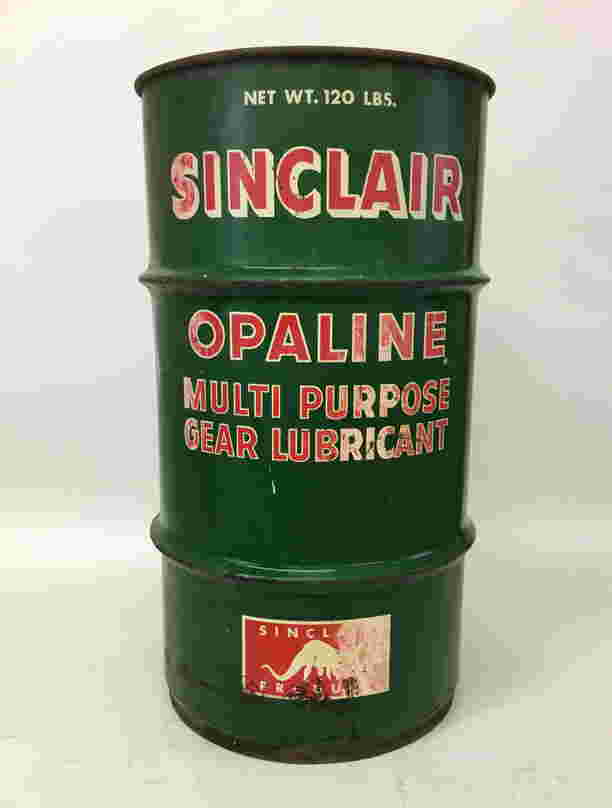 NET WT. 120 LBS.
SINCLAIR
OPALINE
MULTI PURPOSE
GEAR LUBRICANT